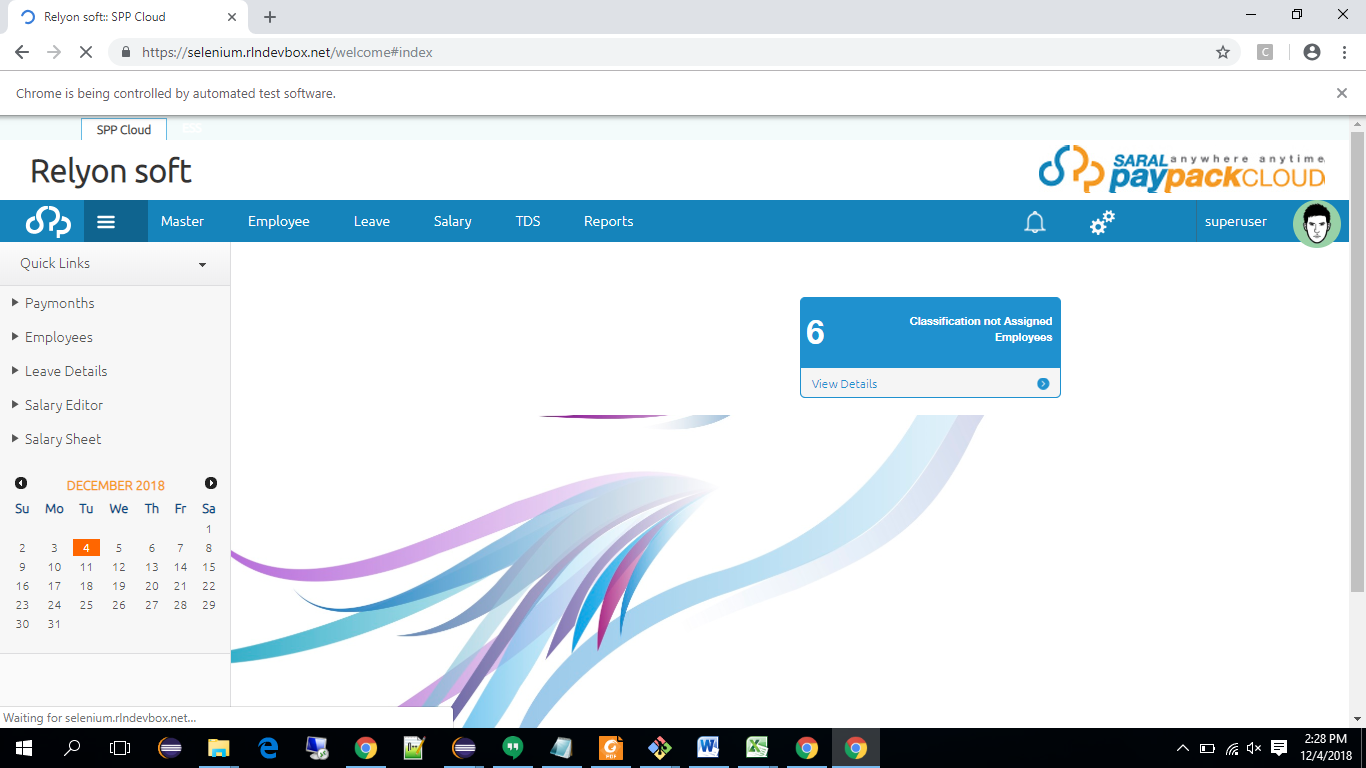 Relyon soft:: SPP Cloud
https://selenium.rlndevbox.net/welcome#index
C
Chrome is being controlled by automated test software.
SPP Cloud
Relyon soft
SARAL anywhere anytime
paypackCLOUD
Master Employee Leave Salary TDS Reports superuser
Quick Links
Paymonths
Employees
Leave Details
Salary Editor
Salary Sheet
6 Classification not Assigned
Employees
View Details
DECEMBER 2018
Su Mo Tu We Th Fr Sa
1
2 3 4 5 6 7 8
9 10 11 12 13 14 15
16 17 18 19 20 21 22
23 24 25 26 27 28 29
30 31
Waiting for selenium.rlndevbox.net...
2:28 PM
12/4/2018